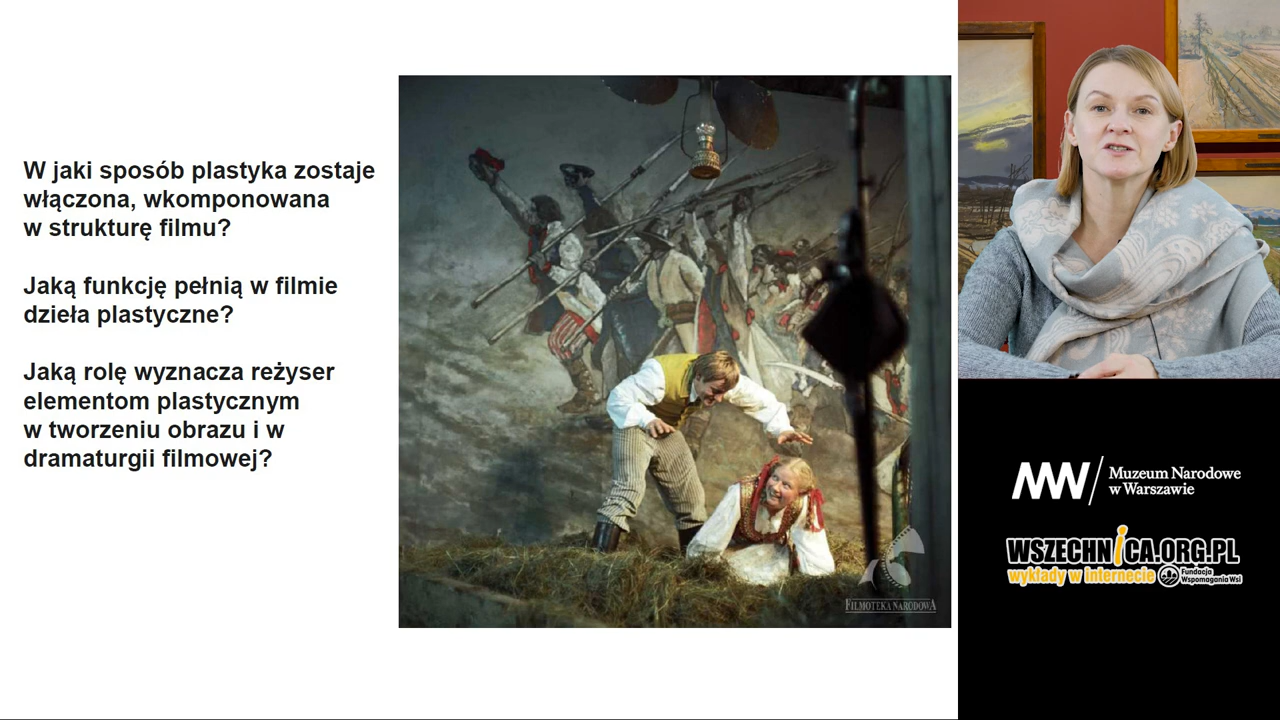 W jaki sposób plastyka zostaje
włączona, wkomponowana
w strukturę filmu?
Jaką funkcję pełnią w filmie
dzieła plastyczne?
Jaką rolę wyznacza reżyser
elementom plastycznym
w tworzeniu obrazu i w
dramaturgii filmowej?
FILMOTEKA NARODOWA
MNW
Muzeum Narodowe
w Warszawie
WSZECHNiCA.ORG.PL
wykłady w internecie
Fundacja
Wspomagania Wsi